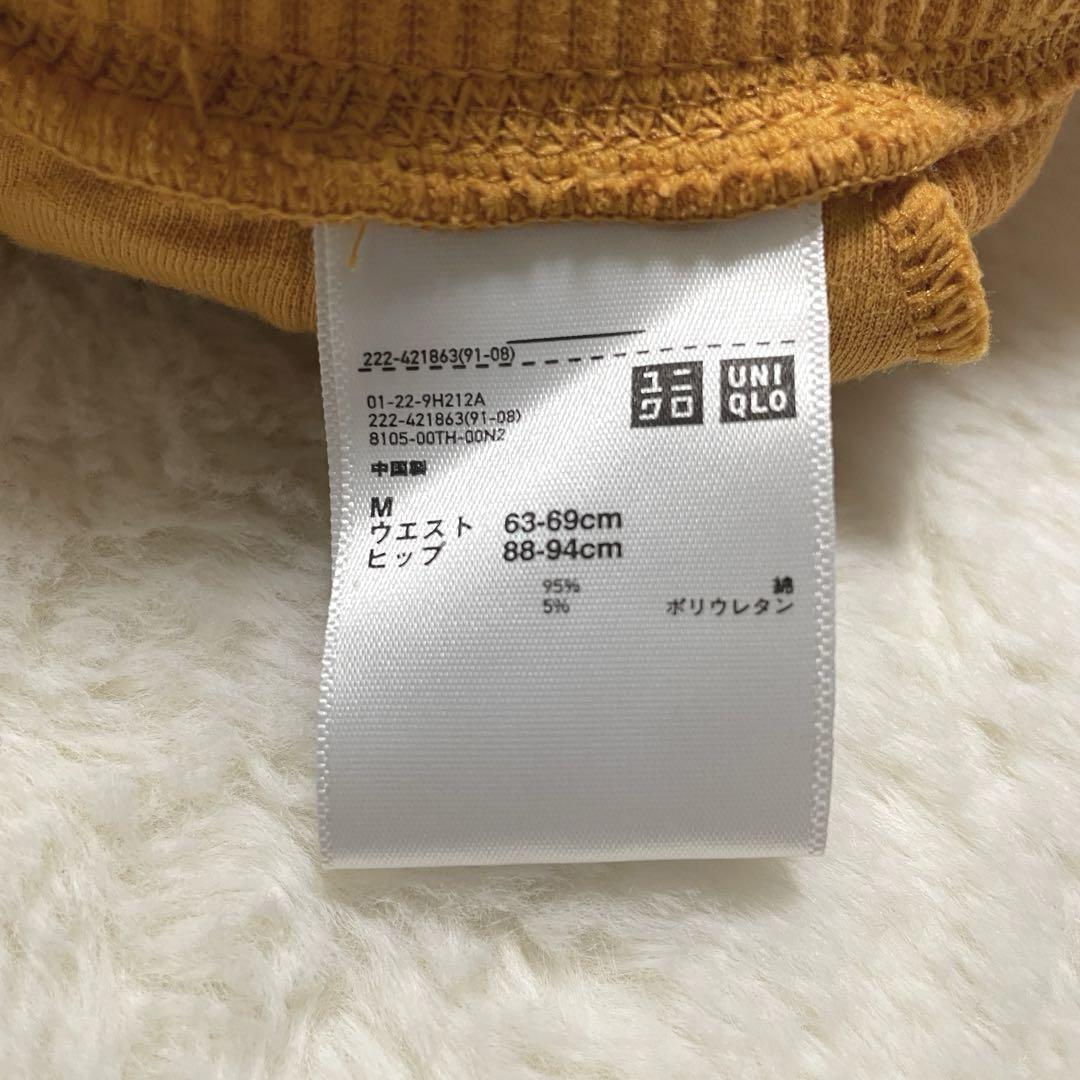 222-421863(91-08)
ユニ
クロ
UNI
QLO
01-22-9H212A
222-421863(91-08)
8105-00TH-00N2
中国製
M
ウエスト 63-69cm
ヒップ 88-94cm
95% 綿
5% ポリウレタン